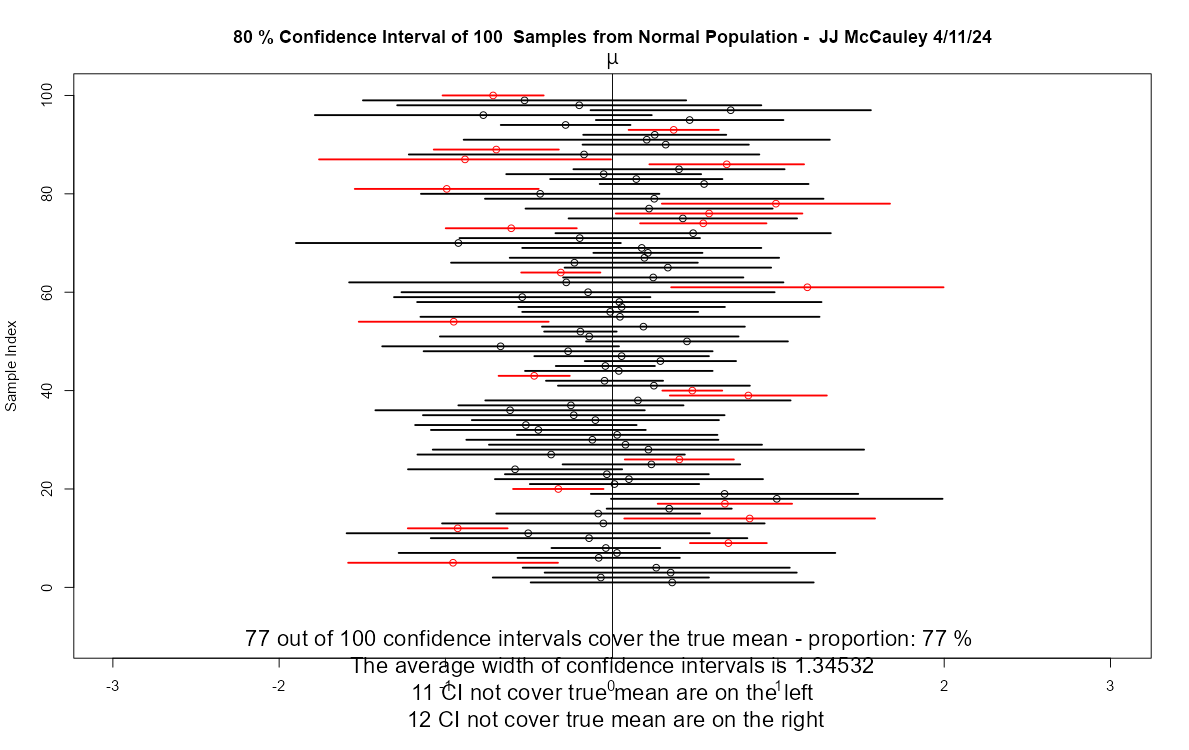 80 % Confidence Interval of 100  Samples from Normal Population -  JJ McCauley 4/11/24
μ
100
80
60
40
20
0
Sample Index
77 out of 100 confidence intervals cover the true mean - proportion: 77 %
The average width of confidence intervals is 1.34532
-3 -2 -1 0 1 2 3
11 CI not cover true mean are on the left
12 CI not cover true mean are on the right